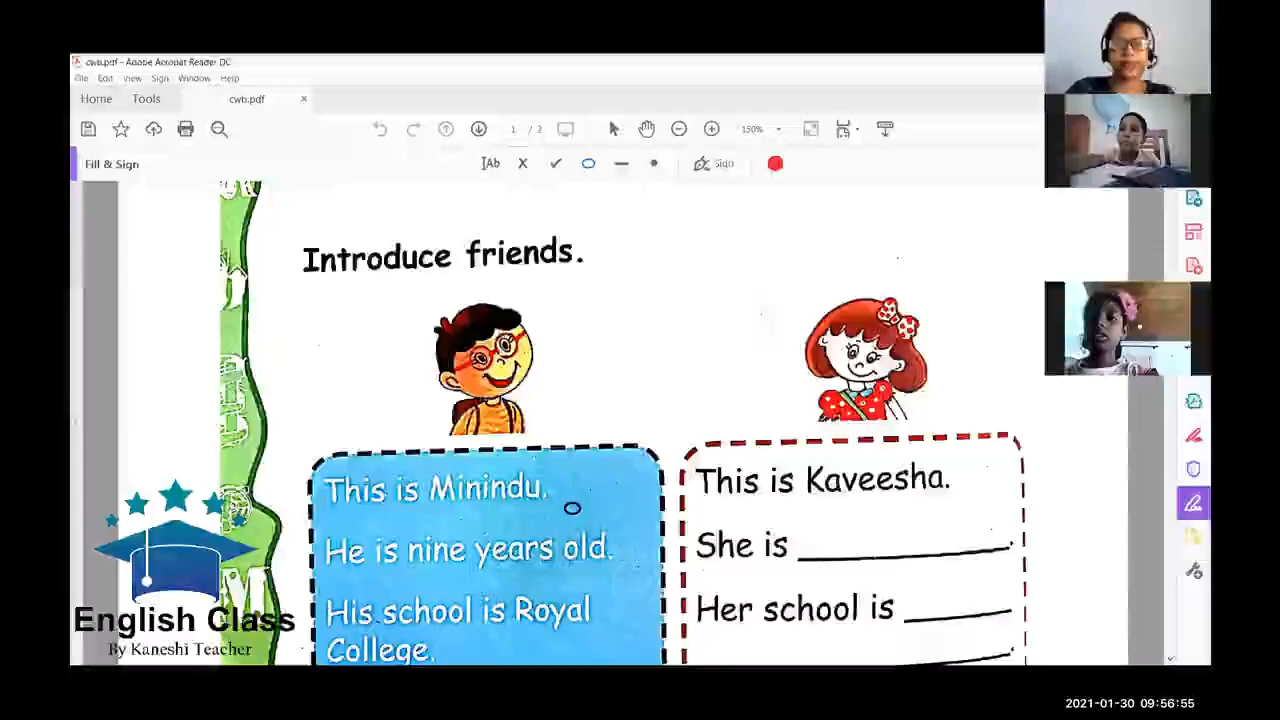 cwb.pdf - Adobe Acrobat Reader DC
File Edit View Sign Window Help
Home Tools cwb.pdf ×
1 / 2 150%
Fill & Sign
Ab Sign
Introduce friends.
This is Minindu.
He is nine years old.
His school is Royal
College.
This is Kaveesha.
She is
Her school is
English Class
By Kaneshi Teacher
2021-01-30 09:56:55